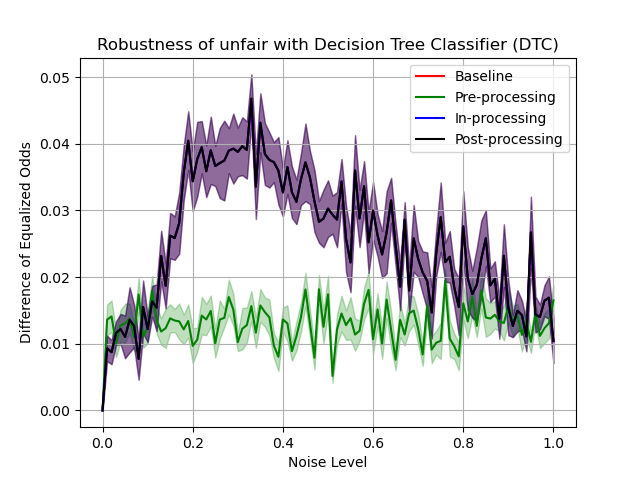 Robustness of unfair with Decision Tree Classifier (DTC)
Baseline
Pre-processing
In-processing
Post-processing
Difference of Equalized Odds
0.05
0.04
0.03
0.02
0.01
0.00
0.0 0.2 0.4 0.6 0.8 1.0
Noise Level